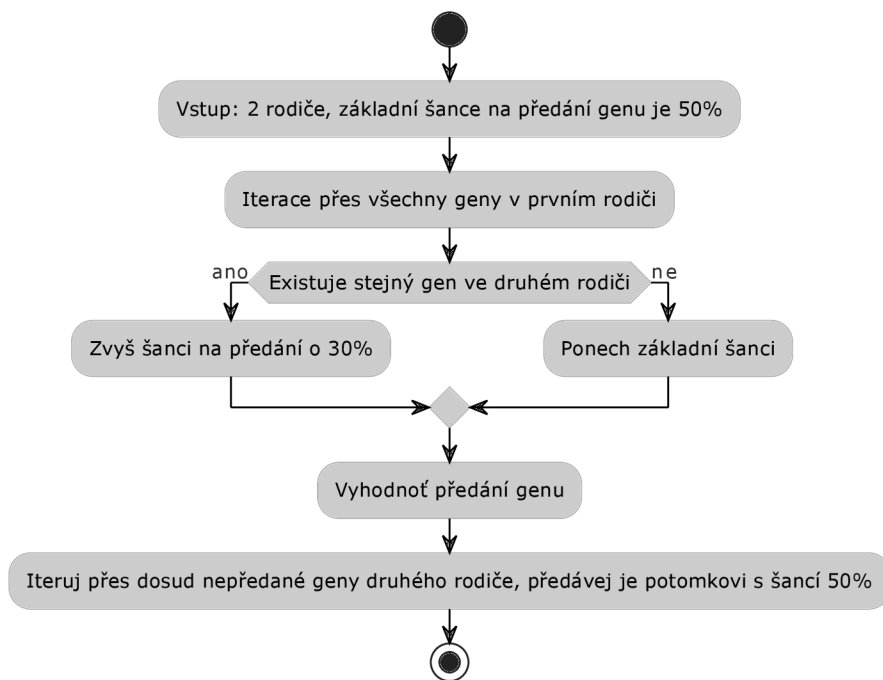 Vstup: 2 rodiče, základní šance na předání genu je 50%
Iterace přes všechny geny v prvním rodiči
ano
Existuje stejný gen ve druhém rodiči
ne
Zvyš šanci na předání o 30%
Ponech základní šanci
Vyhodnoť předání genu
Iteruj přes dosud nepředané geny druhého rodiče, předávej je potomkovi s šancí 50%